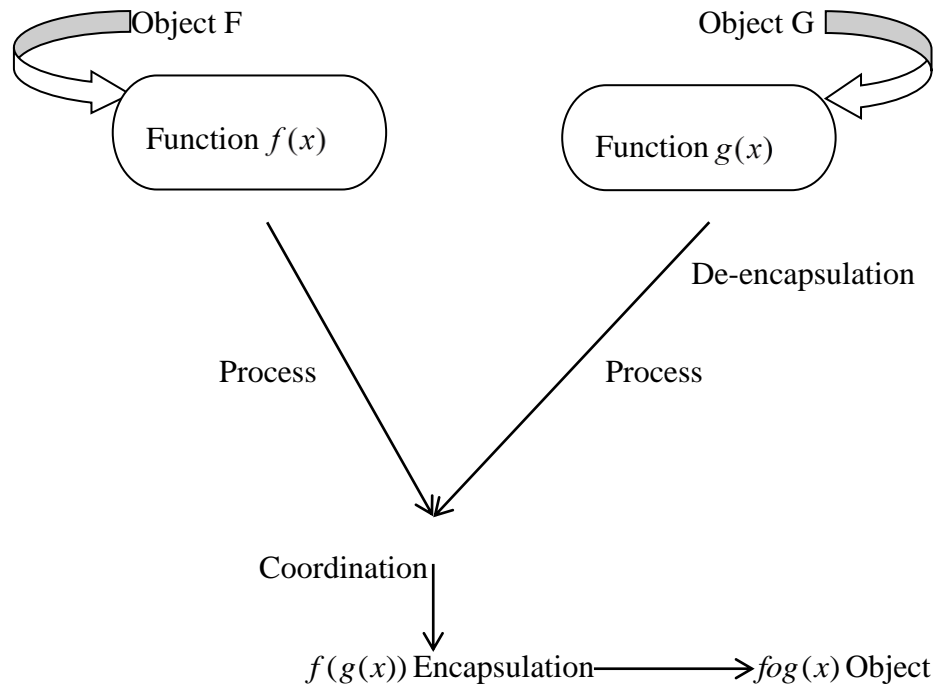 Object F
Object G
Function f(x)
Function g(x)
De-encapsulation
Process
Process
Coordination
f(g(x)) Encapsulation
fog(x) Object